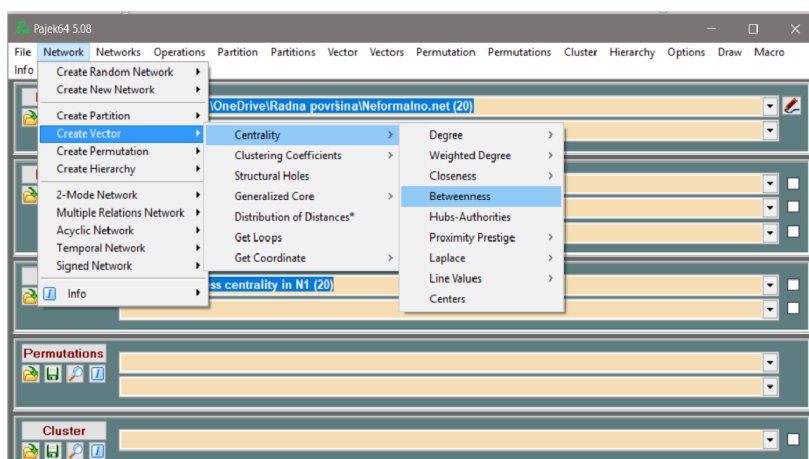 Pajek64 5.08
File Network Networks Operations Partition Partitions Vector Vectors Permutation Permutations Cluster Hierarchy Options Draw Macro
Info
Create Random Network
Create New Network
Create Partition
Create Vector
Create Permutation
Create Hierarchy
2-Mode Network
Multiple Relations Network
Acyclic Network
Temporal Network
Signed Network
Info
Centrality
Clustering Coefficients
Structural Holes
Generalized Core
Distribution of Distances*
Get Loops
Get Coordinate
Degree
Weighted Degree
Closeness
Betweenness
Hubs-Authorities
Proximity Prestige
Laplace
Line Values
Centers
\OneDrive\Radna površina\Neformalno.net (20)
ss centrality in N1 (20)
Permutations
Cluster